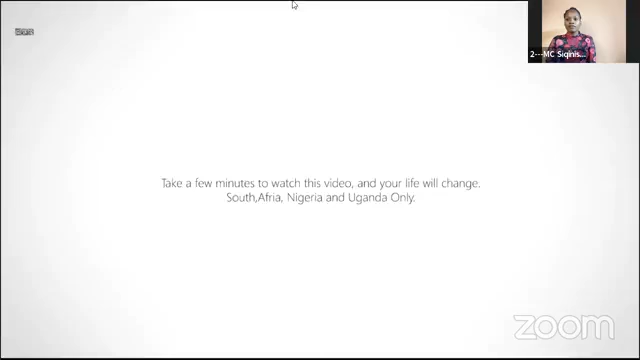 2---MC Siqinis...
Take a few minutes to watch this video, and your life will change.
South,Afria, Nigeria and Uganda Only.
zoom